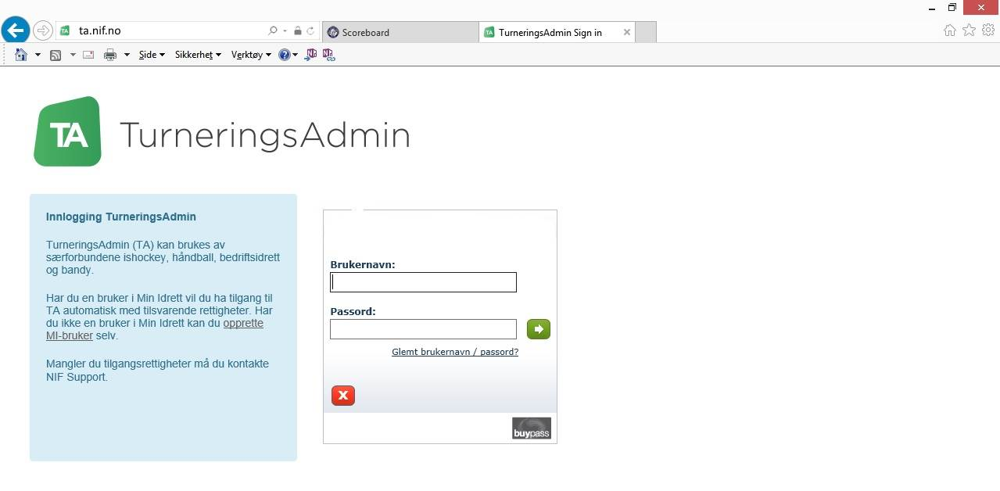 ta.nif.no
Scoreboard
TurneringsAdmin Sign in
Side
Sikkerhet
Verktøy
TA
TurneringsAdmin
Innlogging TurneringsAdmin
TurneringsAdmin (TA) kan brukes av
særforbundene ishockey, håndball, bedriftsidrett
og bandy.
Har du en bruker i Min Idrett vil du ha tilgang til
TA automatisk med tilsvarende rettigheter. Har
du ikke en bruker i Min Idrett kan du opprette
MI-bruker selv.
Mangler du tilgangsrettigheter må du kontakte
NIF Support.
Brukernavn:
Passord:
Glemt brukernavn / passord?
buypass